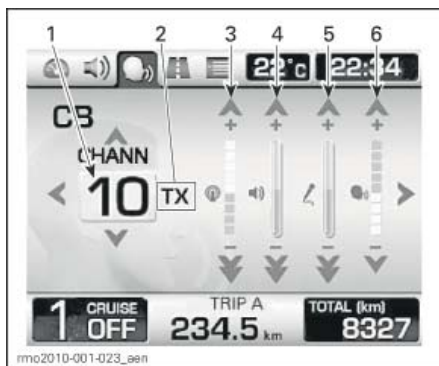 1 2 3 4 5 6
22°c 22:34
CB
CHANN
10 TX
+ + + +
- - - -
1 CRUISE OFF
TRIP A
234.5 km
TOTAL (km)
8327
rmo2010-001-023_aen